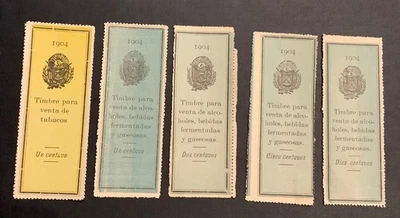 1904
Timbre para
venta de
tabacos
Un centavo
1904
Timbre para
venta de alco-
holes, bebidas
fermentadas
y gaseosas.
Un centavo
1904
Timbre para
venta de alco-
holes, bebidas
fermentadas
y gaseosas.
Dos centavos
1904
Timbre para
venta de alco-
holes, bebidas
fermentadas
y gaseosas.
Cinco centavos
1904
Timbre para
venta de alco-
holes, bebidas
fermentadas
y gaseosas.
Diez centavos